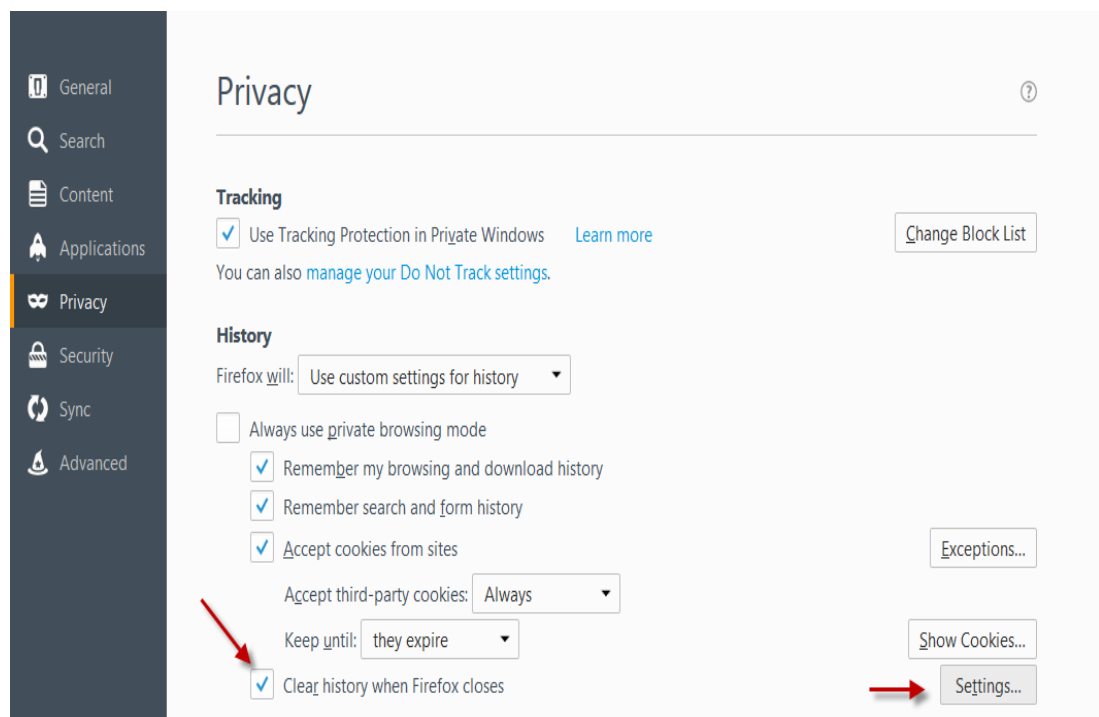 General
Search
Content
Applications
Privacy
Security
Sync
Advanced
Privacy
?
Tracking
Use Tracking Protection in Private Windows Learn more Change Block List
You can also manage your Do Not Track settings.
History
Firefox will: Use custom settings for history
Always use private browsing mode
Remember my browsing and download history
Remember search and form history
Accept cookies from sites Exceptions...
Accept third-party cookies: Always
Keep until: they expire Show Cookies...
Clear history when Firefox closes Settings...